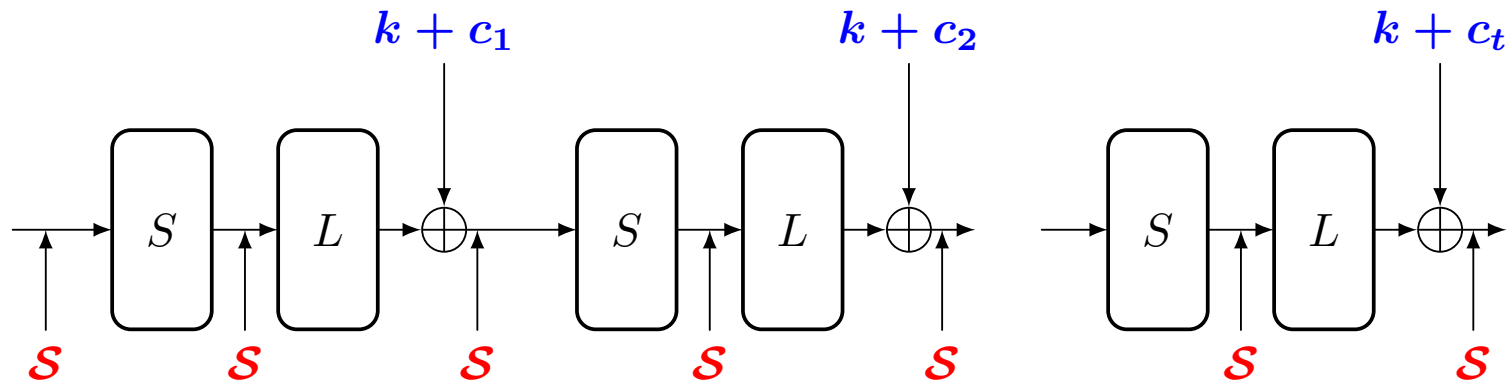 k + c₁ k + c₂ k + cₜ
S L S L S L
𝒮 𝒮 𝒮 𝒮 𝒮 𝒮 𝒮